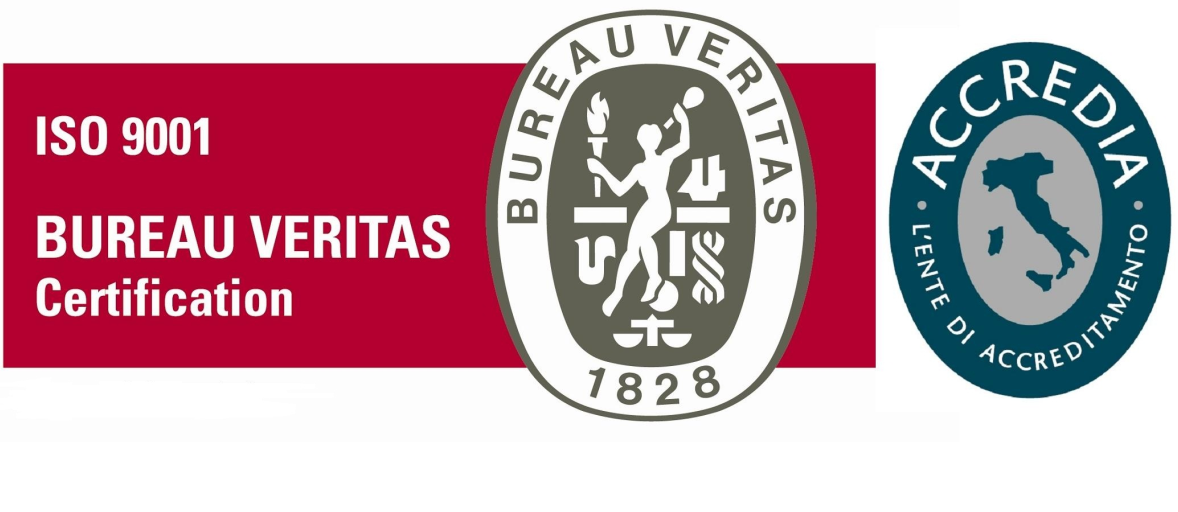 ISO 9001
BUREAU VERITAS
Certification
BUREAU VERITAS
1828
ACCREDIA
L'ENTE DI ACCREDITAMENTO